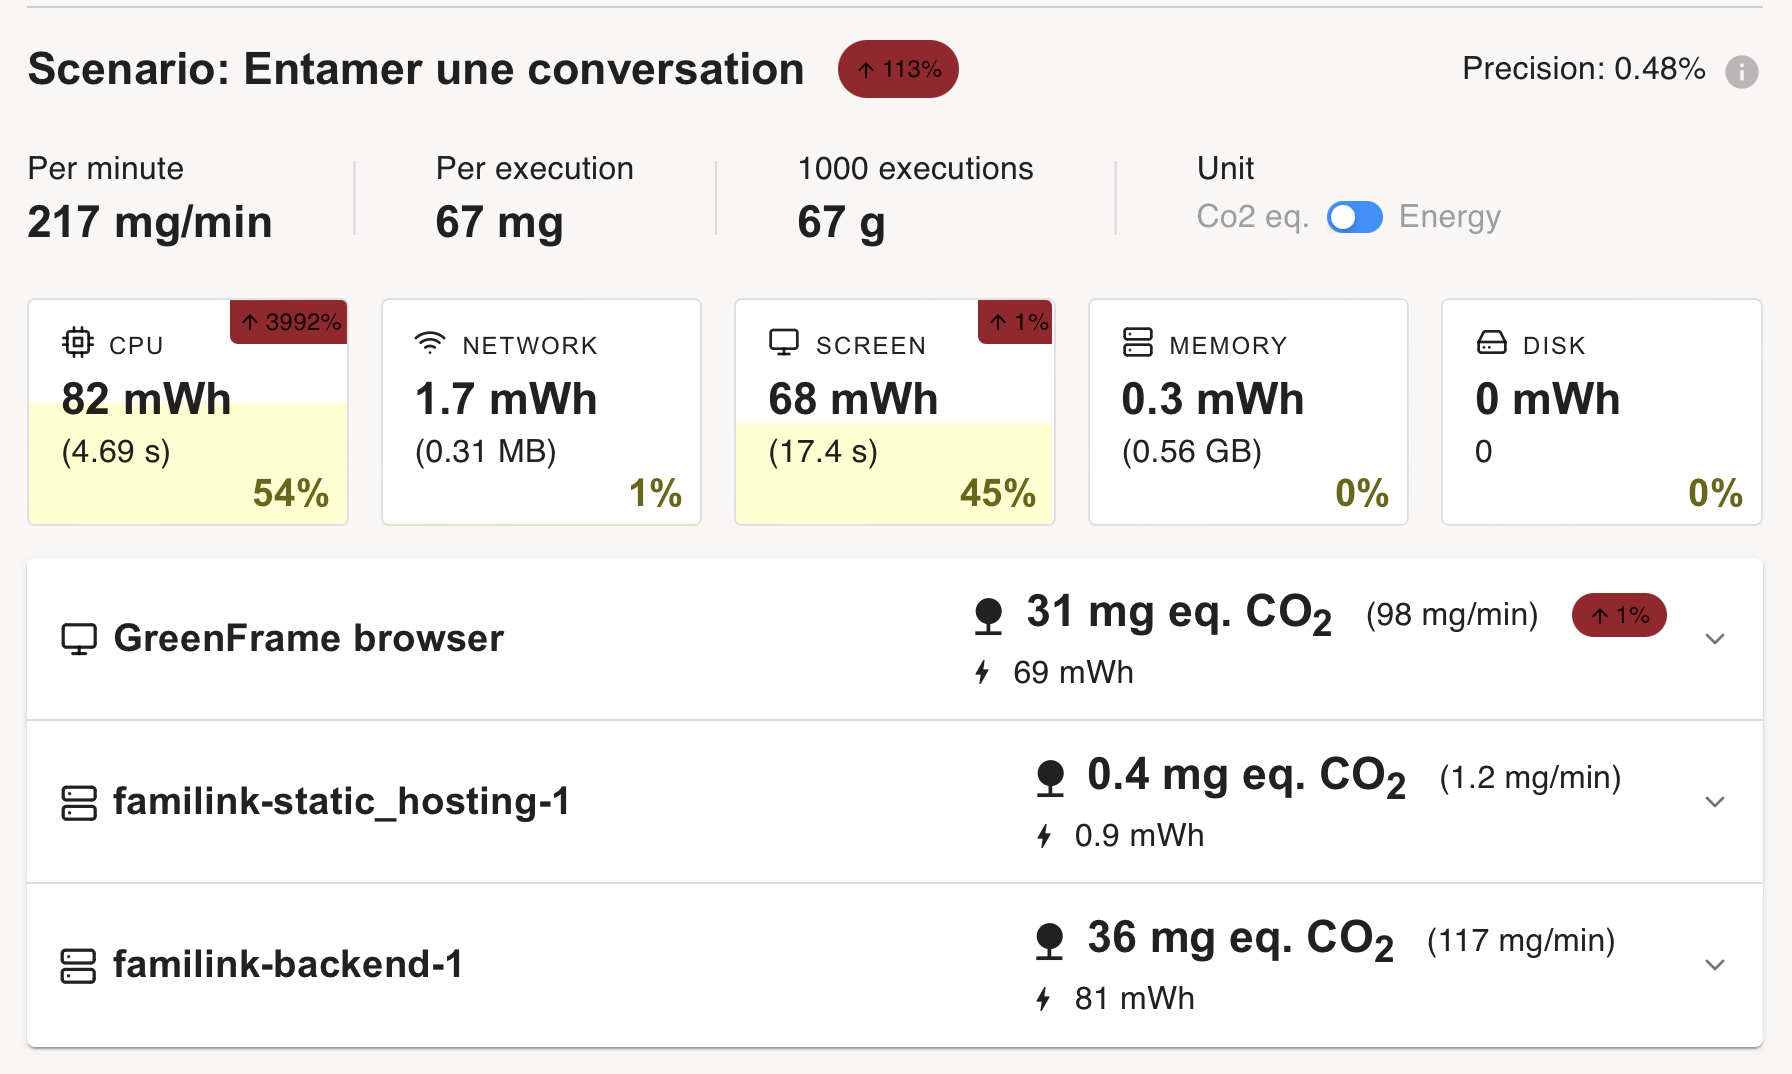 Scenario: Entamer une conversation ↑ 113% Precision: 0.48% i
Per minute Per execution 1000 executions Unit
217 mg/min 67 mg 67 g Co2 eq. Energy
CPU ↑ 3992% NETWORK SCREEN ↑ 1% MEMORY DISK
82 mWh 1.7 mWh 68 mWh 0.3 mWh 0 mWh
(4.69 s) (0.31 MB) (17.4 s) (0.56 GB) 0
54% 1% 45% 0% 0%
GreenFrame browser 31 mg eq. CO₂ (98 mg/min) ↑ 1%
69 mWh
familink-static_hosting-1 0.4 mg eq. CO₂ (1.2 mg/min)
0.9 mWh
familink-backend-1 36 mg eq. CO₂ (117 mg/min)
81 mWh